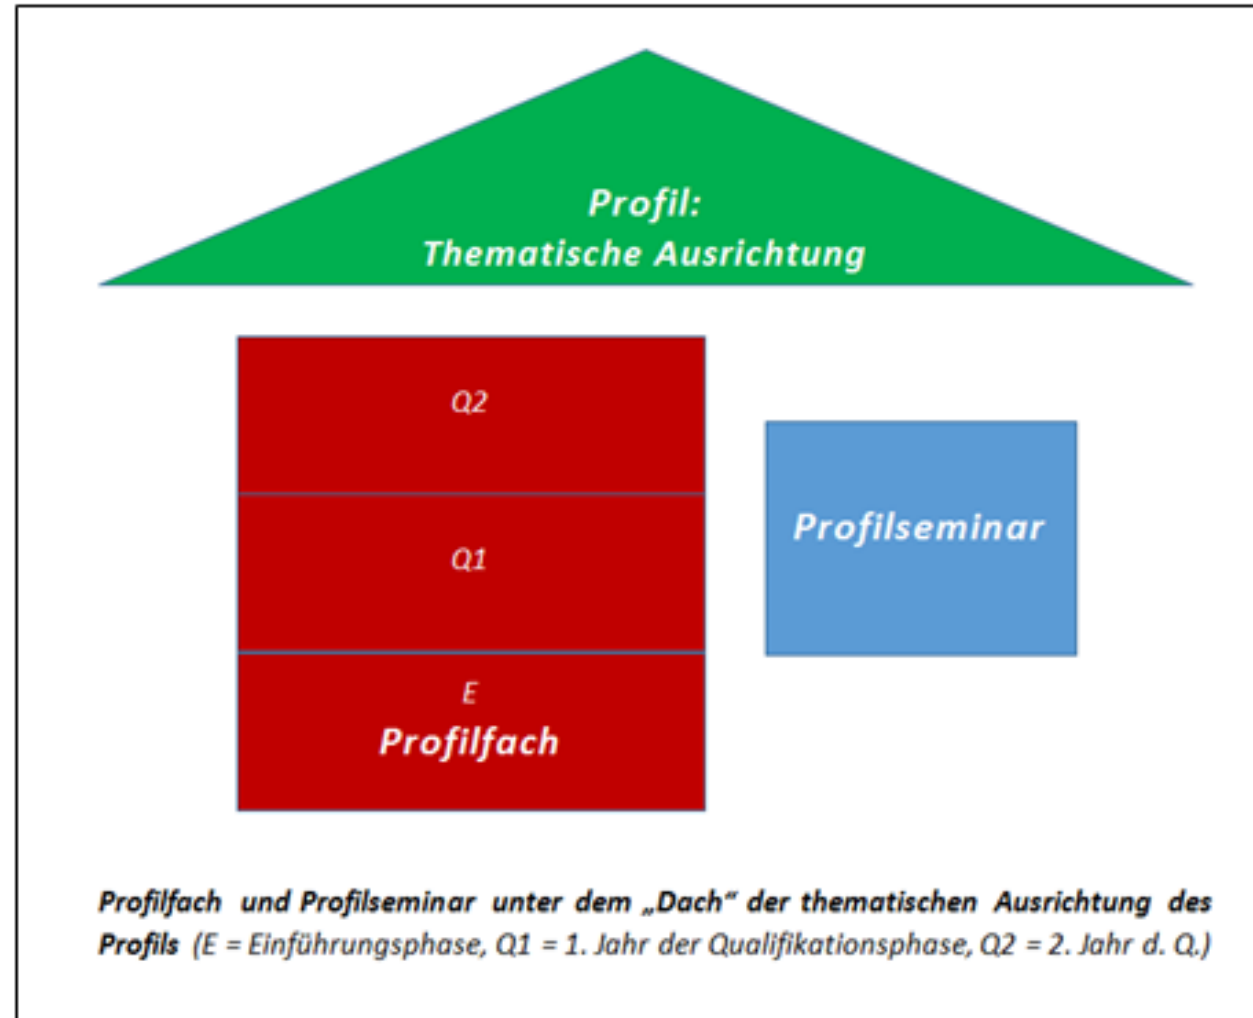 Profil:
Thematische Ausrichtung
Q2
Q1
E
Profilfach
Profilseminar
Profilfach und Profilseminar unter dem „Dach“ der thematischen Ausrichtung des
Profils (E = Einführungsphase, Q1 = 1. Jahr der Qualifikationsphase, Q2 = 2. Jahr d. Q.)